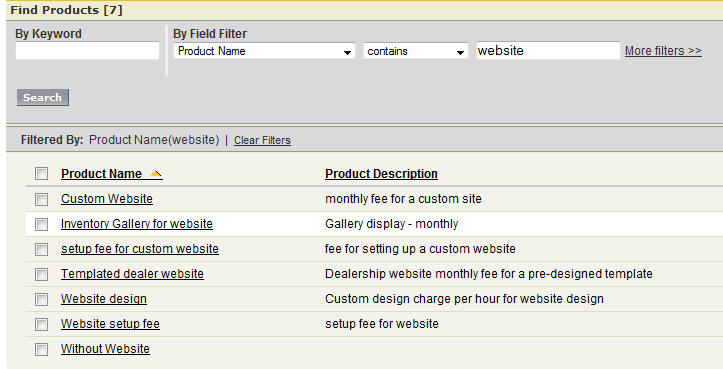 Find Products [7]
By Keyword By Field Filter
Product Name contains website More filters >>
Search
Filtered By: Product Name(website) | Clear Filters
Product Name Product Description
Custom Website monthly fee for a custom site
Inventory Gallery for website Gallery display - monthly
setup fee for custom website fee for setting up a custom website
Templated dealer website Dealership website monthly fee for a pre-designed template
Website design Custom design charge per hour for website design
Website setup fee setup fee for website
Without Website